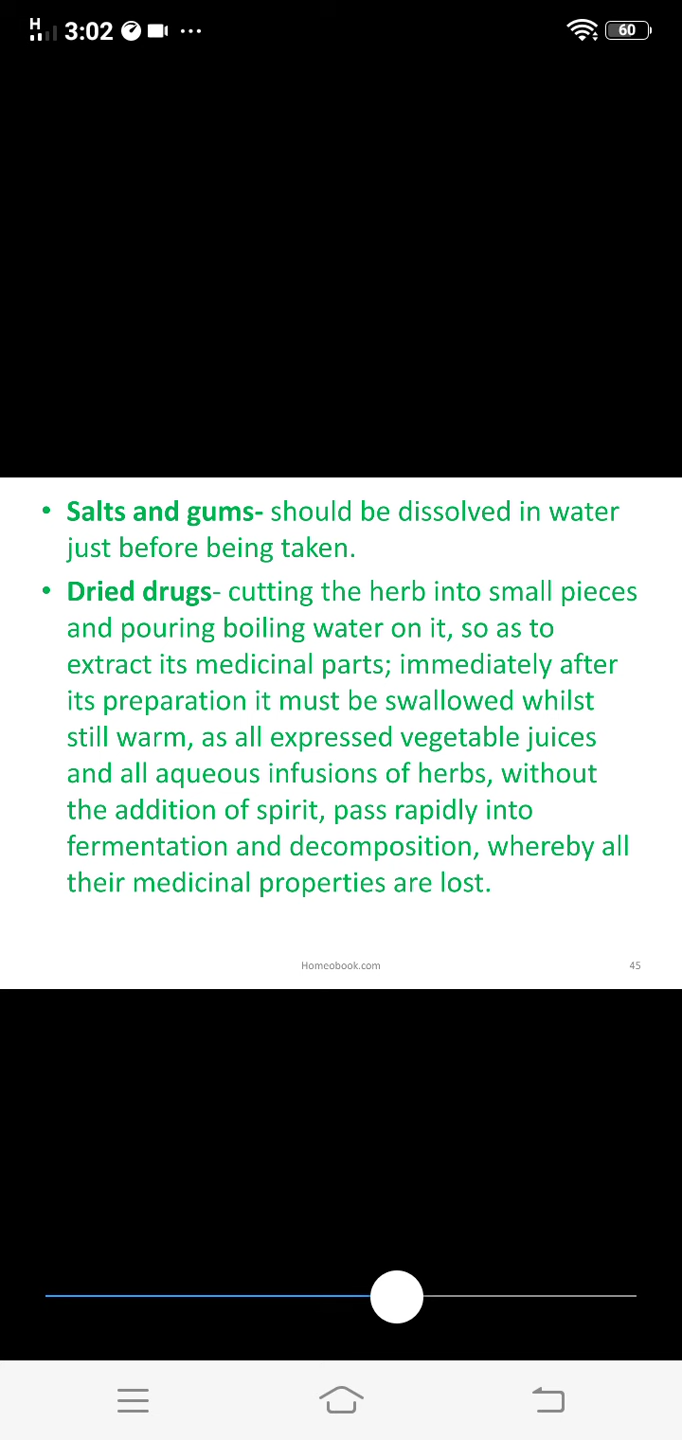 H
3:02
60
• Salts and gums- should be dissolved in water
just before being taken.
• Dried drugs- cutting the herb into small pieces
and pouring boiling water on it, so as to
extract its medicinal parts; immediately after
its preparation it must be swallowed whilst
still warm, as all expressed vegetable juices
and all aqueous infusions of herbs, without
the addition of spirit, pass rapidly into
fermentation and decomposition, whereby all
their medicinal properties are lost.
Homeobook.com
45